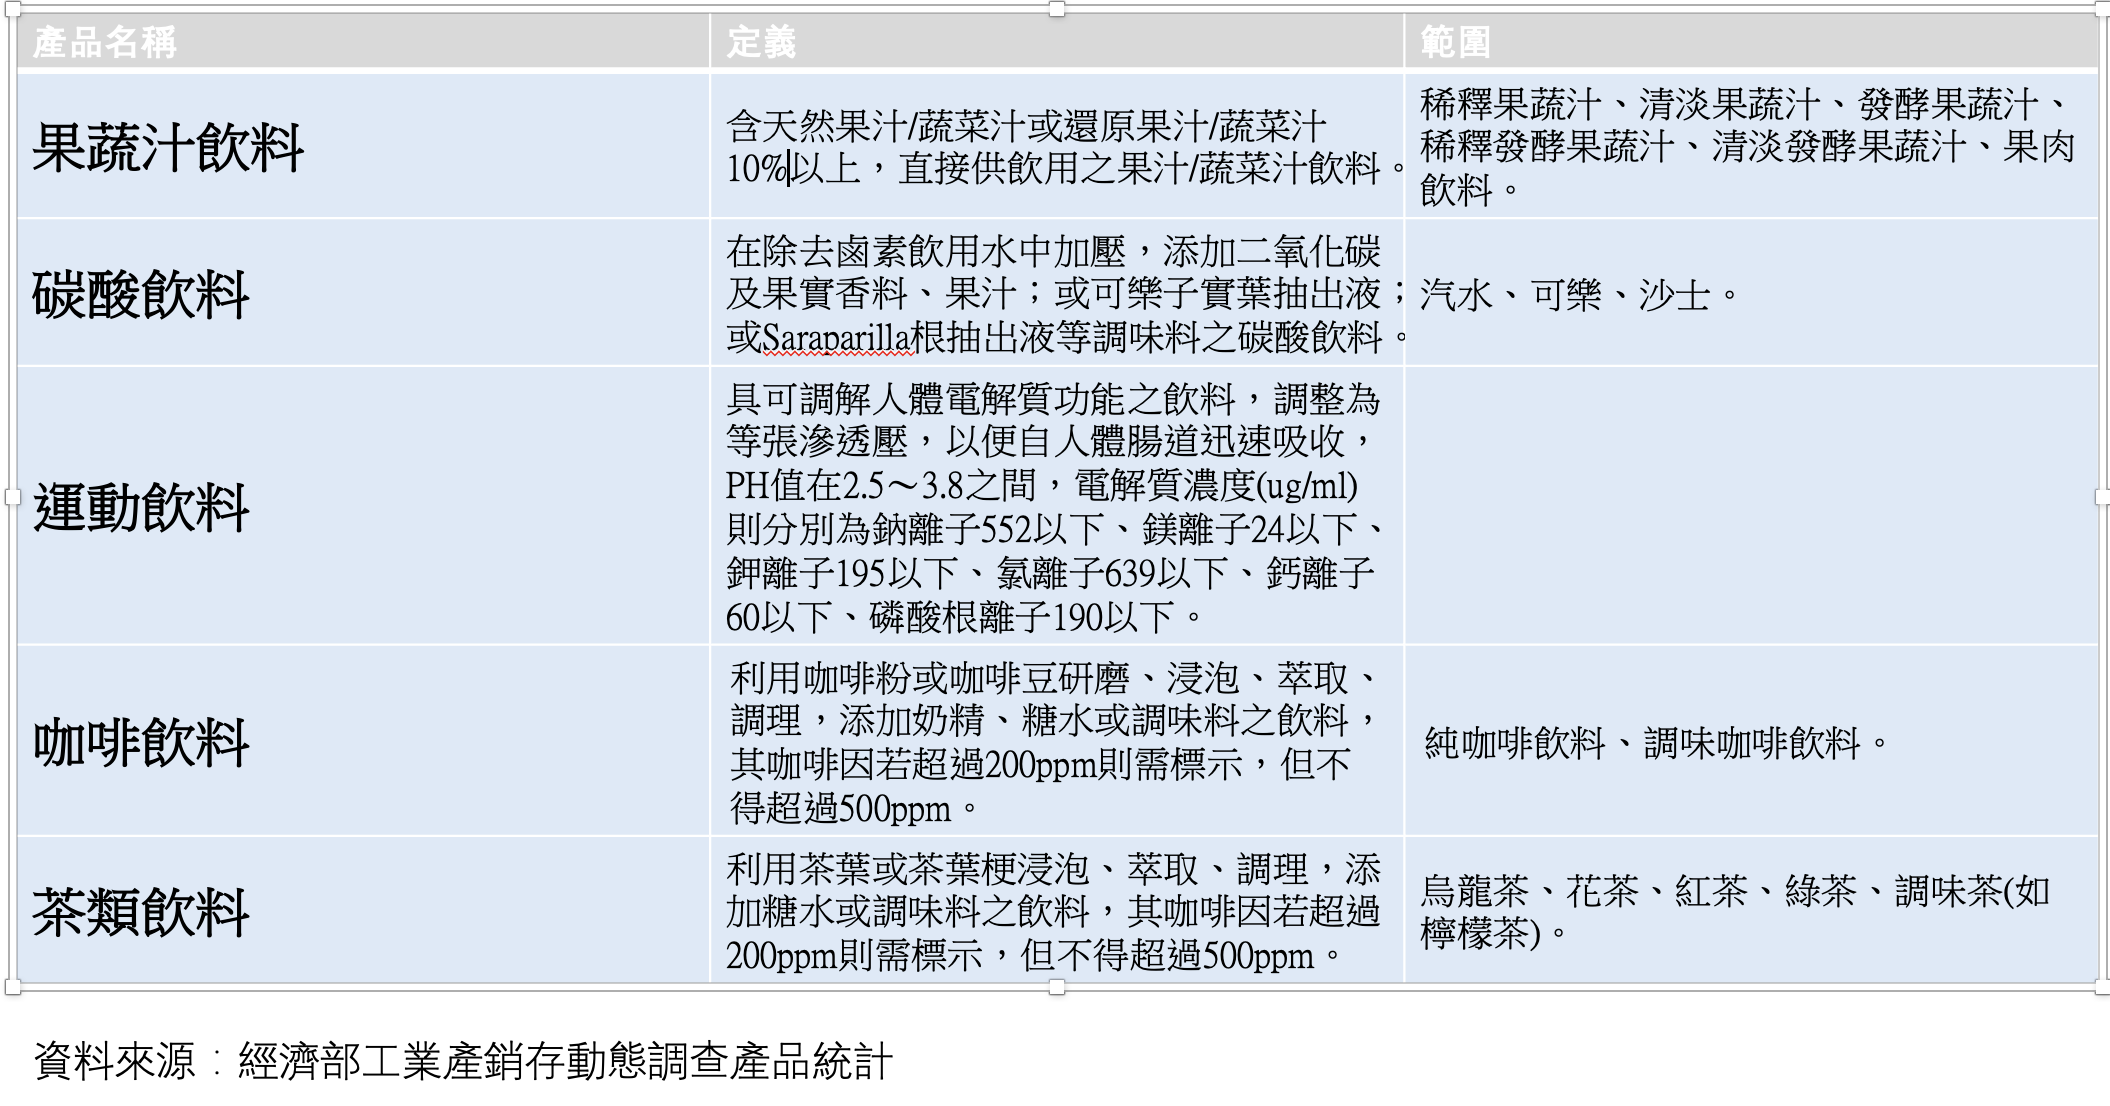 產品名稱
定義
範圍
果蔬汁飲料
含天然果汁/蔬菜汁或還原果汁/蔬菜汁
10%以上，直接供飲用之果汁/蔬菜汁飲料。
稀釋果蔬汁、清淡果蔬汁、發酵果蔬汁、
稀釋發酵果蔬汁、清淡發酵果蔬汁、果肉
飲料。
碳酸飲料
在除去鹵素飲用水中加壓，添加二氧化碳
及果實香料、果汁；或可樂子實葉抽出液；
或Saraparilla根抽出液等調味料之碳酸飲料。
汽水、可樂、沙士。
運動飲料
具可調解人體電解質功能之飲料，調整為
等張滲透壓，以便自人體腸道迅速吸收，
PH值在2.5～3.8之間，電解質濃度(ug/ml)
則分別為鈉離子552以下、鎂離子24以下、
鉀離子195以下、氯離子639以下、鈣離子
60以下、磷酸根離子190以下。
咖啡飲料
利用咖啡粉或咖啡豆研磨、浸泡、萃取、
調理，添加奶精、糖水或調味料之飲料，
其咖啡因若超過200ppm則需標示，但不
得超過500ppm。
純咖啡飲料、調味咖啡飲料。
茶類飲料
利用茶葉或茶葉梗浸泡、萃取、調理，添
加糖水或調味料之飲料，其咖啡因若超過
200ppm則需標示，但不得超過500ppm。
烏龍茶、花茶、紅茶、綠茶、調味茶(如
檸檬茶)。
資料來源：經濟部工業產銷存動態調查產品統計